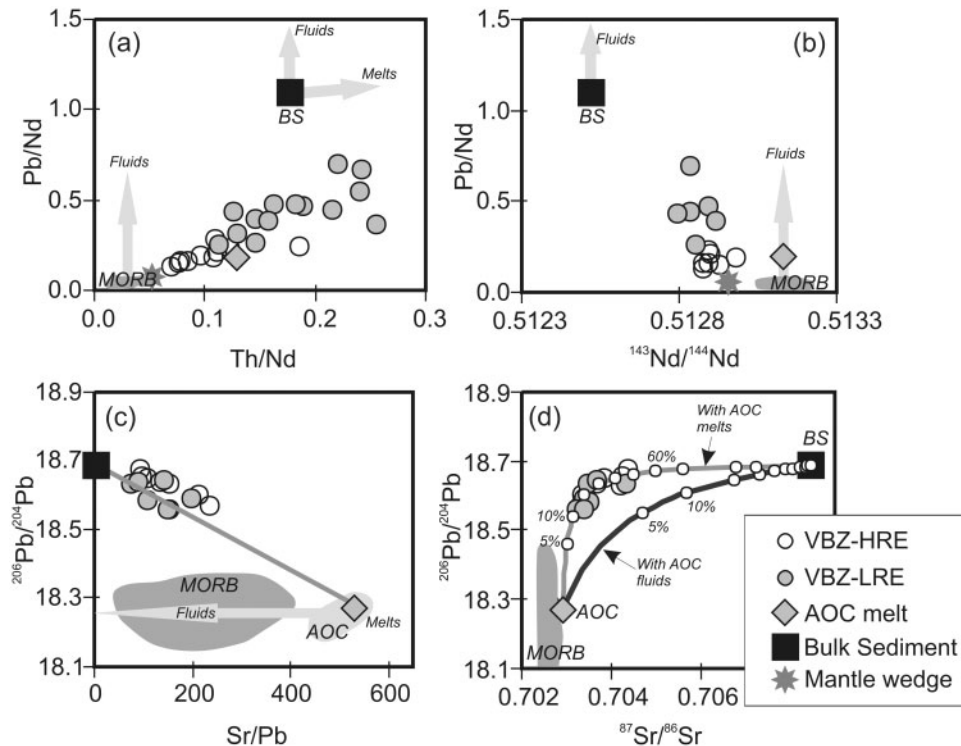 (a)
Fluids
Melts
BS
Fluids
MORB
Pb/Nd
1.5
1.0
0.5
0.0
0.0 0.1 0.2 0.3
Th/Nd
(b)
Fluids
BS
Fluids
MORB
Pb/Nd
1.5
1.0
0.5
0.0
0.5123 0.5128 0.5133
¹⁴³Nd/¹⁴⁴Nd
(c)
MORB
Fluids
AOC
Melts
²⁰⁶Pb/²⁰⁴Pb
18.9
18.7
18.5
18.3
18.1
0 200 400 600
Sr/Pb
(d)
With AOC
melts
BS
60%
10%
5%
10%
5%
With AOC
fluids
AOC
MORB
²⁰⁶Pb/²⁰⁴Pb
18.9
18.7
18.5
18.3
18.1
0.702 0.704 0.706
⁸⁷Sr/⁸⁶Sr
VBZ-HRE
VBZ-LRE
AOC melt
Bulk Sediment
Mantle wedge